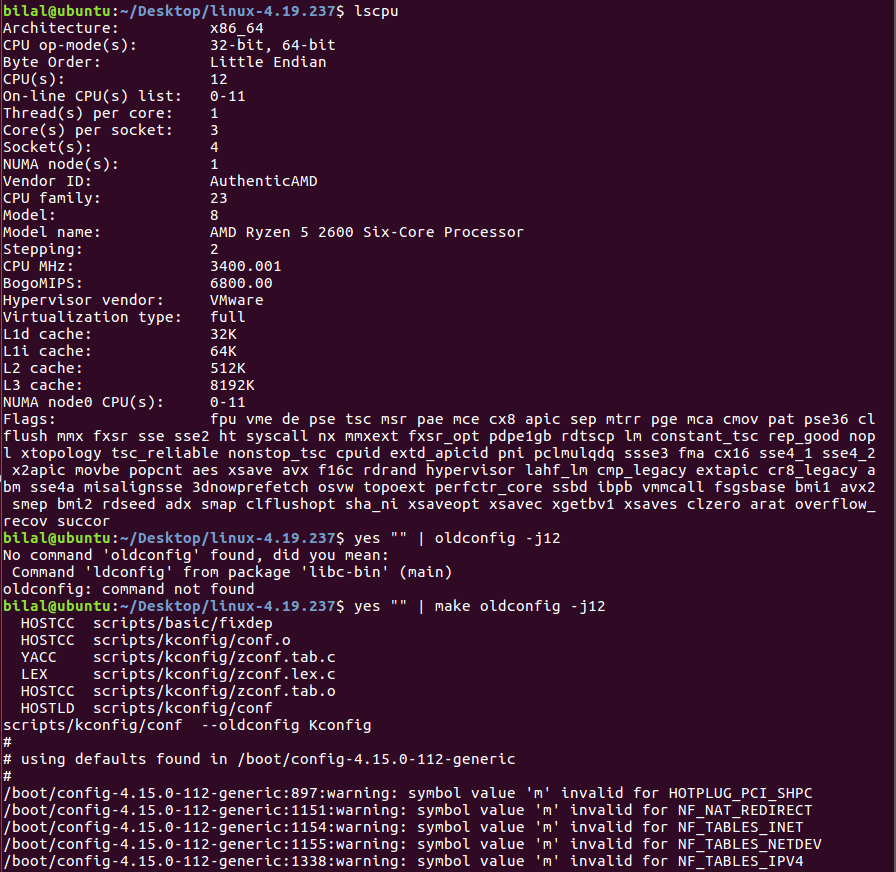 bilal@ubuntu:~/Desktop/linux-4.19.237$ lscpu
Architecture:          x86_64
CPU op-mode(s):        32-bit, 64-bit
Byte Order:            Little Endian
CPU(s):                12
On-line CPU(s) list:   0-11
Thread(s) per core:    1
Core(s) per socket:    3
Socket(s):             4
NUMA node(s):          1
Vendor ID:             AuthenticAMD
CPU family:            23
Model:                 8
Model name:            AMD Ryzen 5 2600 Six-Core Processor
Stepping:              2
CPU MHz:               3400.001
BogoMIPS:              6800.00
Hypervisor vendor:     VMware
Virtualization type:   full
L1d cache:             32K
L1i cache:             64K
L2 cache:              512K
L3 cache:              8192K
NUMA node0 CPU(s):     0-11
Flags:                 fpu vme de pse tsc msr pae mce cx8 apic sep mtrr pge mca cmov pat pse36 cl
flush mmx fxsr sse sse2 ht syscall nx mmxext fxsr_opt pdpe1gb rdtscp lm constant_tsc rep_good nop
l xtopology tsc_reliable nonstop_tsc cpuid extd_apicid pni pclmulqdq ssse3 fma cx16 sse4_1 sse4_2
 x2apic movbe popcnt aes xsave avx f16c rdrand hypervisor lahf_lm cmp_legacy extapic cr8_legacy a
bm sse4a misalignsse 3dnowprefetch osvw topoext perfctr_core ssbd ibpb vmmcall fsgsbase bmi1 avx2
 smep bmi2 rdseed adx smap clflushopt sha_ni xsaveopt xsavec xgetbv1 xsaves clzero arat overflow_
recov succor
bilal@ubuntu:~/Desktop/linux-4.19.237$ yes "" | oldconfig -j12
No command 'oldconfig' found, did you mean:
 Command 'ldconfig' from package 'libc-bin' (main)
oldconfig: command not found
bilal@ubuntu:~/Desktop/linux-4.19.237$ yes "" | make oldconfig -j12
  HOSTCC  scripts/basic/fixdep
  HOSTCC  scripts/kconfig/conf.o
  YACC    scripts/kconfig/zconf.tab.c
  LEX     scripts/kconfig/zconf.lex.c
  HOSTCC  scripts/kconfig/zconf.tab.o
  HOSTLD  scripts/kconfig/conf
scripts/kconfig/conf  --oldconfig Kconfig
#
# using defaults found in /boot/config-4.15.0-112-generic
#
/boot/config-4.15.0-112-generic:897:warning: symbol value 'm' invalid for HOTPLUG_PCI_SHPC
/boot/config-4.15.0-112-generic:1151:warning: symbol value 'm' invalid for NF_NAT_REDIRECT
/boot/config-4.15.0-112-generic:1154:warning: symbol value 'm' invalid for NF_TABLES_INET
/boot/config-4.15.0-112-generic:1155:warning: symbol value 'm' invalid for NF_TABLES_NETDEV
/boot/config-4.15.0-112-generic:1338:warning: symbol value 'm' invalid for NF_TABLES_IPV4